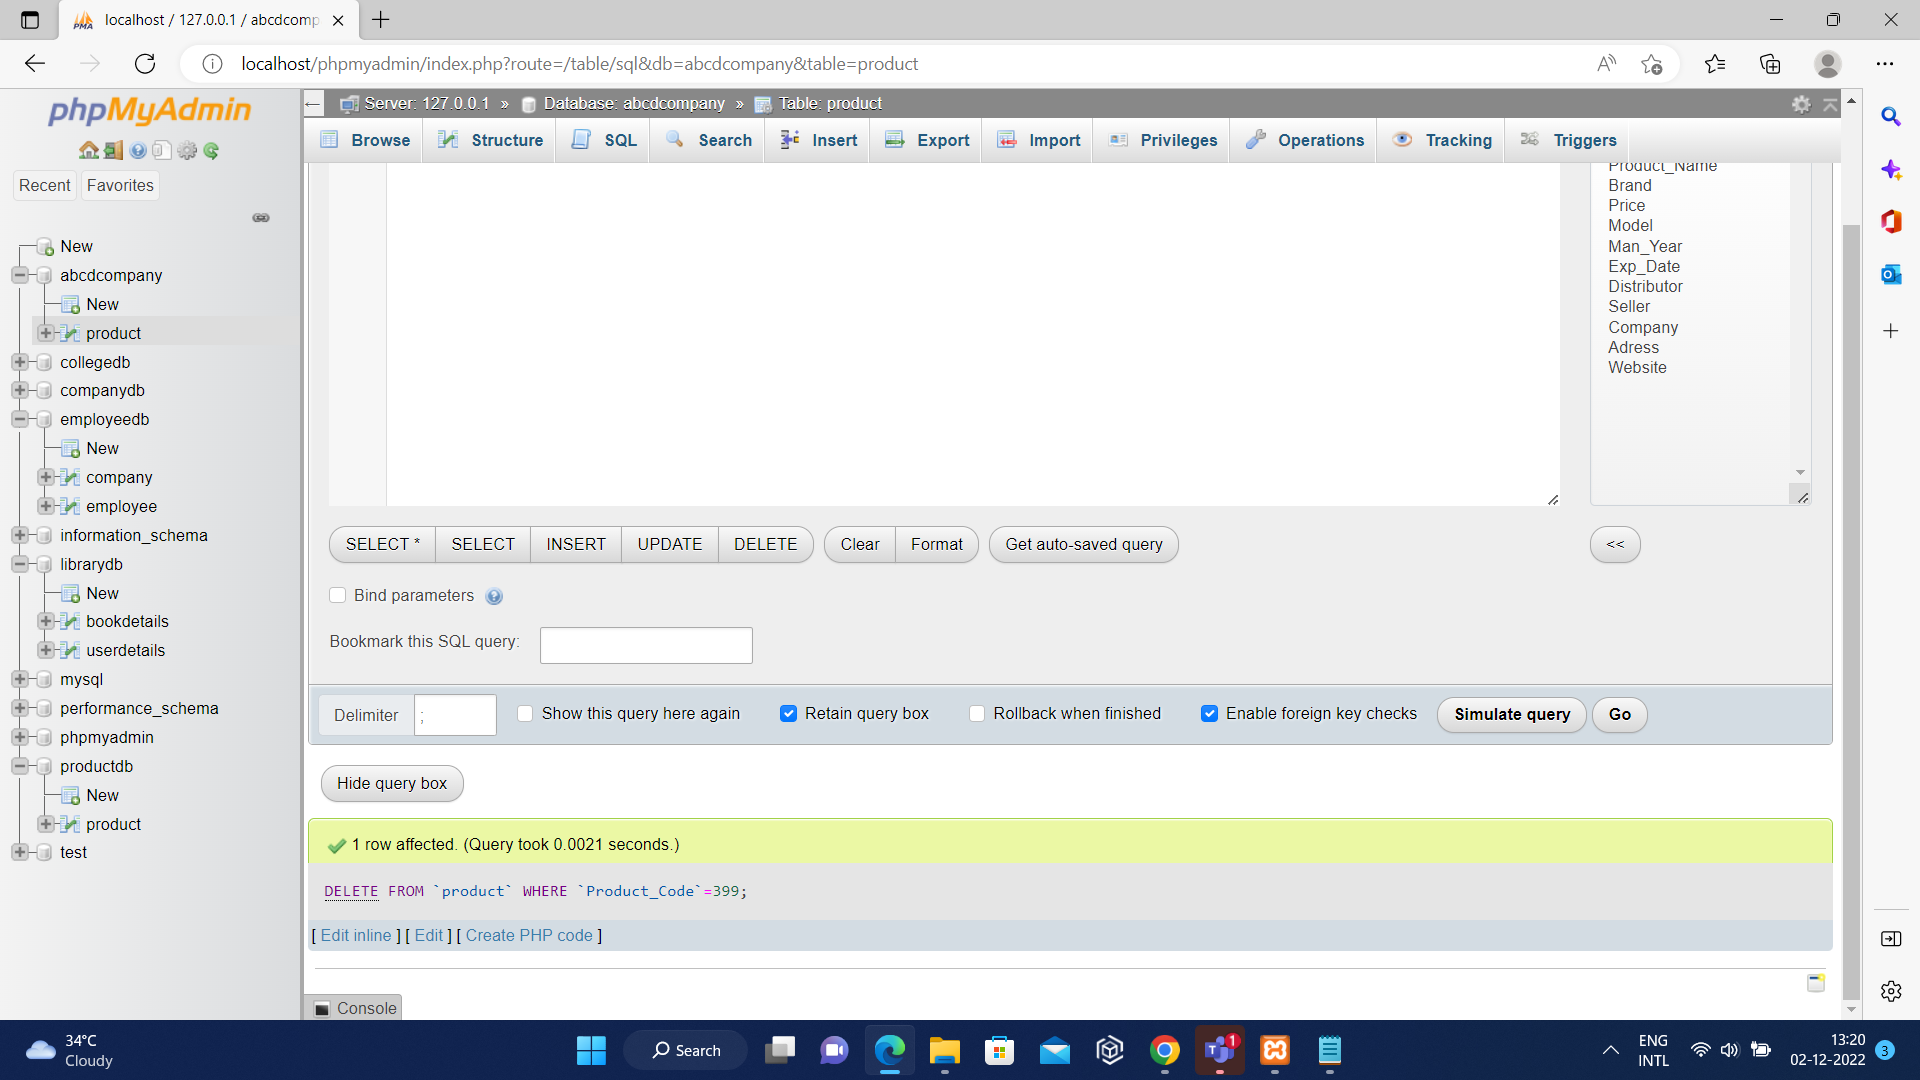 localhost / 127.0.0.1 / abcdcomp
localhost/phpmyadmin/index.php?route=/table/sql&db=abcdcompany&table=product
phpMyAdmin
Recent
Favorites
New
abcdcompany
New
product
collegedb
companydb
employeedb
New
company
employee
information_schema
librarydb
New
bookdetails
userdetails
mysql
performance_schema
phpmyadmin
productdb
New
product
test
Server: 127.0.0.1 » Database: abcdcompany » Table: product
Browse Structure SQL Search Insert Export Import Privileges Operations Tracking Triggers
Product_Name
Brand
Price
Model
Man_Year
Exp_Date
Distributor
Seller
Company
Adress
Website
SELECT * SELECT INSERT UPDATE DELETE Clear Format Get auto-saved query <<
Bind parameters
Bookmark this SQL query:
Delimiter ; Show this query here again Retain query box Rollback when finished Enable foreign key checks Simulate query Go
Hide query box
1 row affected. (Query took 0.0021 seconds.)
DELETE FROM `product` WHERE `Product_Code`=399;
[ Edit inline ] [ Edit ] [ Create PHP code ]
Console
34°C
Cloudy
Search
1
ENG
INTL
13:20
02-12-2022
3